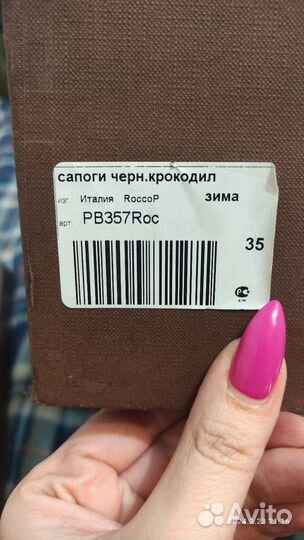 сапоги черн.крокодил
изг. Италия RoccoP зима
арт. PB357Roc
35
Avito